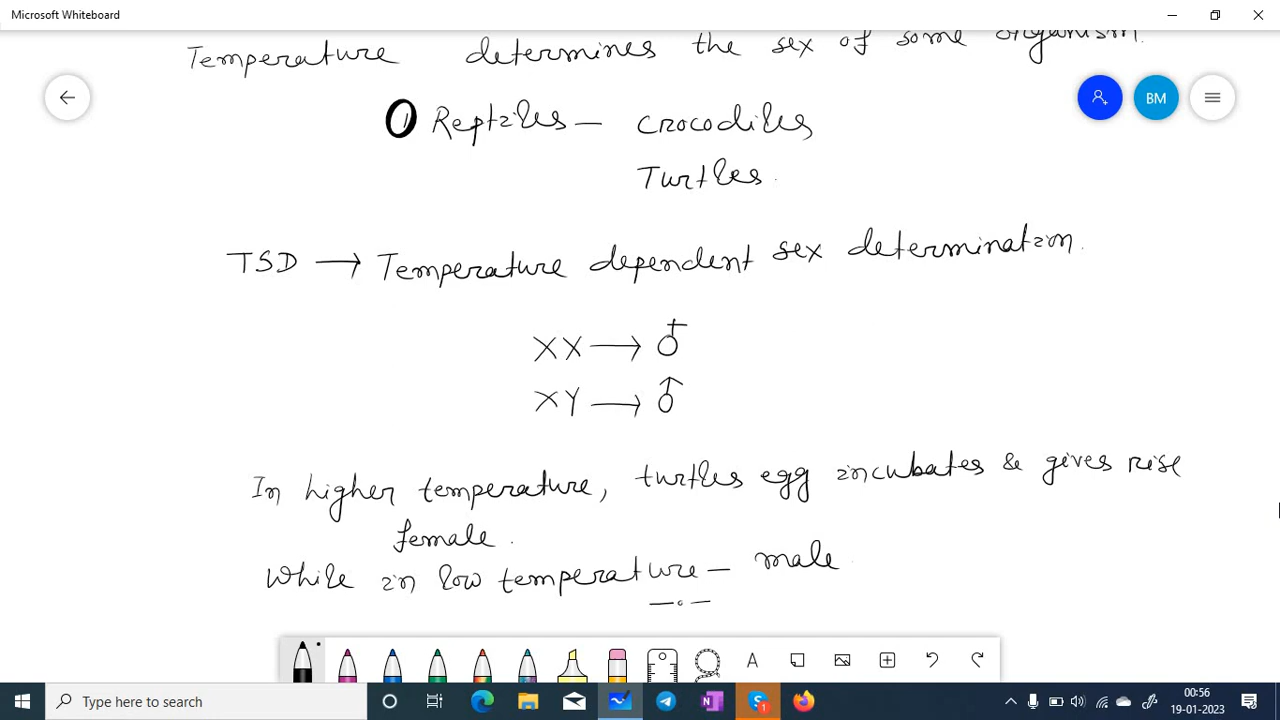 Microsoft Whiteboard
Temperature determines the sex of some organism.
① Reptiles — crocodiles
Turtles.
BM
TSD → Temperature dependent sex determination.
XX → ♀
XY → ♂
In higher temperature, turtles egg incubates & gives rise
female.
While in low temperature — male
A
Type here to search
1
00:56
19-01-2023